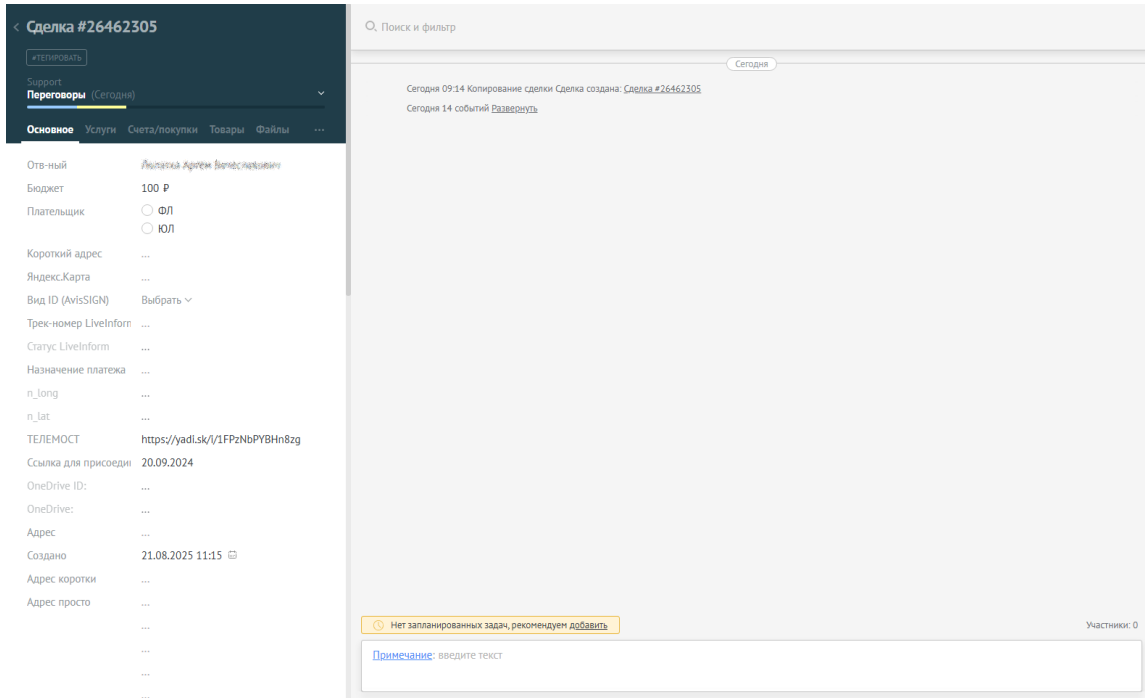 Сделка #26462305
#ТЕГИРОВАТЬ
Support
Переговоры (Сегодня)
Основное Услуги Счета/покупки Товары Файлы ...
Отв-ный
Бюджет 100 ₽
Плательщик ФЛ
ЮЛ
Короткий адрес ...
Яндекс.Карта ...
Вид ID (AvisSIGN) Выбрать
Трек-номер LiveInforn ...
Статус LiveInform ...
Назначение платежа ...
n_long ...
n_lat ...
ТЕЛЕМОСТ https://yadi.sk/i/1FPzNbPYBHn8zg
Ссылка для присоеди 20.09.2024
OneDrive ID: ...
OneDrive: ...
Адрес ...
Создано 21.08.2025 11:15
Адрес коротки ...
Адрес просто ...
...
...
...
...
Поиск и фильтр
Сегодня
Сегодня 09:14 Копирование сделки Сделка создана: Сделка #26462305
Сегодня 14 событий Развернуть
Нет запланированных задач, рекомендуем добавить
Участники: 0
Примечание: введите текст